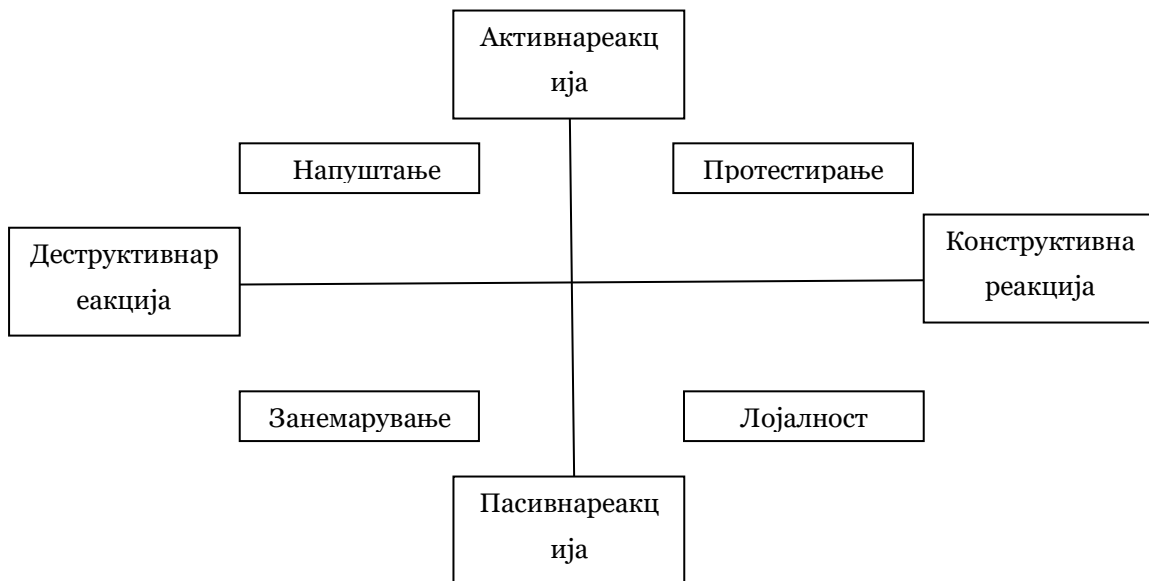 Активнареакц
ија
Напуштање
Протестирање
Деструктивнар
еакција
Конструктивна
реакција
Занемарување
Лојалност
Пасивнареакц
ија